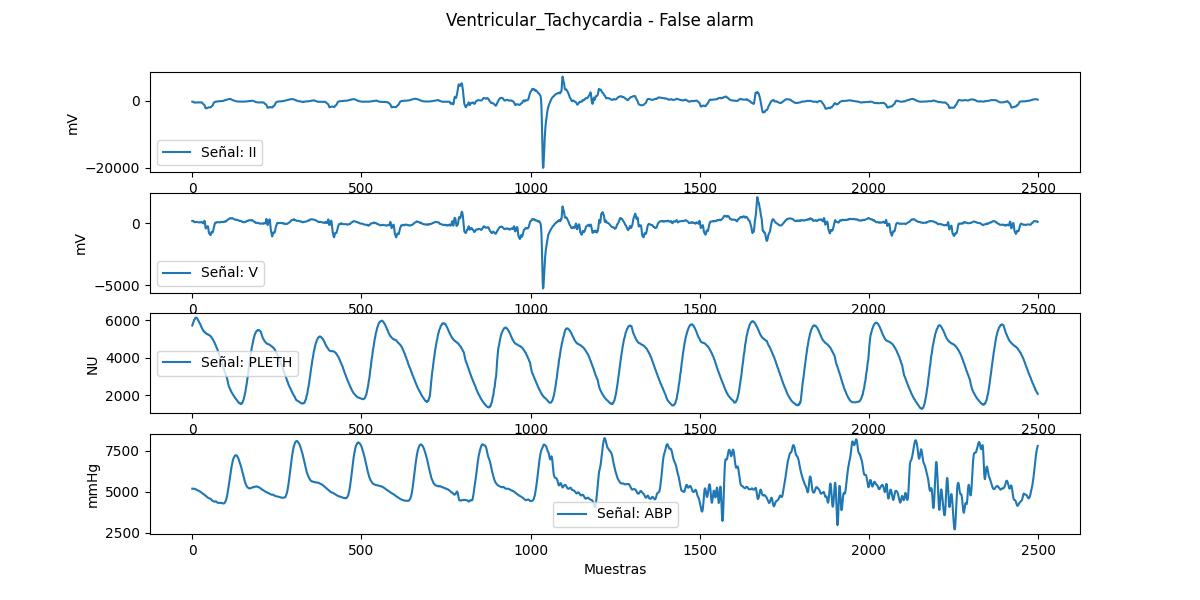 Ventricular_Tachycardia - False alarm
0
−20000
mV
Señal: II
0 500 1000 1500 2000 2500
0
−5000
mV
Señal: V
0 500 1000 1500 2000 2500
6000
4000
2000
NU
Señal: PLETH
0 500 1000 1500 2000 2500
7500
5000
2500
mmHg
Señal: ABP
0 500 1000 1500 2000 2500
Muestras